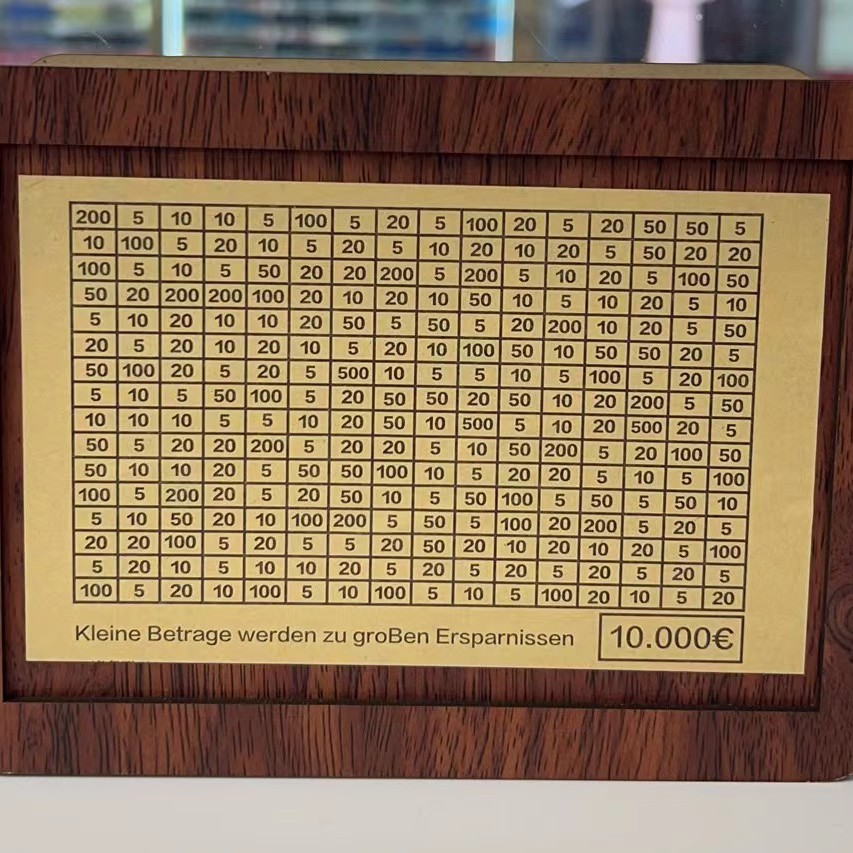 200 5 10 10 5 100 5 20 5 100 20 5 20 50 50 5
10 100 5 20 10 5 20 5 10 20 10 20 5 50 20 20
100 5 10 5 50 20 20 200 5 200 5 10 20 5 100 50
50 20 200 200 100 20 10 20 10 50 10 5 10 20 5 10
5 10 20 10 10 20 50 5 50 5 20 200 10 20 5 50
20 5 20 10 20 10 5 20 10 100 50 10 50 50 20 5
50 100 20 5 20 5 500 10 5 5 10 5 100 5 20 100
5 10 5 50 100 5 20 50 50 20 50 10 20 200 5 50
10 10 10 5 5 10 20 50 10 500 5 10 20 500 20 5
50 5 20 20 200 5 20 20 5 10 50 200 5 20 100 50
50 10 10 20 5 50 50 100 10 5 20 20 5 10 5 100
100 5 200 20 5 20 50 10 5 50 100 5 50 5 50 10
5 10 50 20 10 100 200 5 50 5 100 20 200 5 20 5
20 20 100 5 20 5 5 20 50 20 10 20 10 20 5 100
5 20 10 5 10 10 20 5 20 5 20 5 20 5 20 5
100 5 20 10 100 5 10 100 5 10 5 100 20 10 5 20
Kleine Betrage werden zu groBen Ersparnissen 10.000€